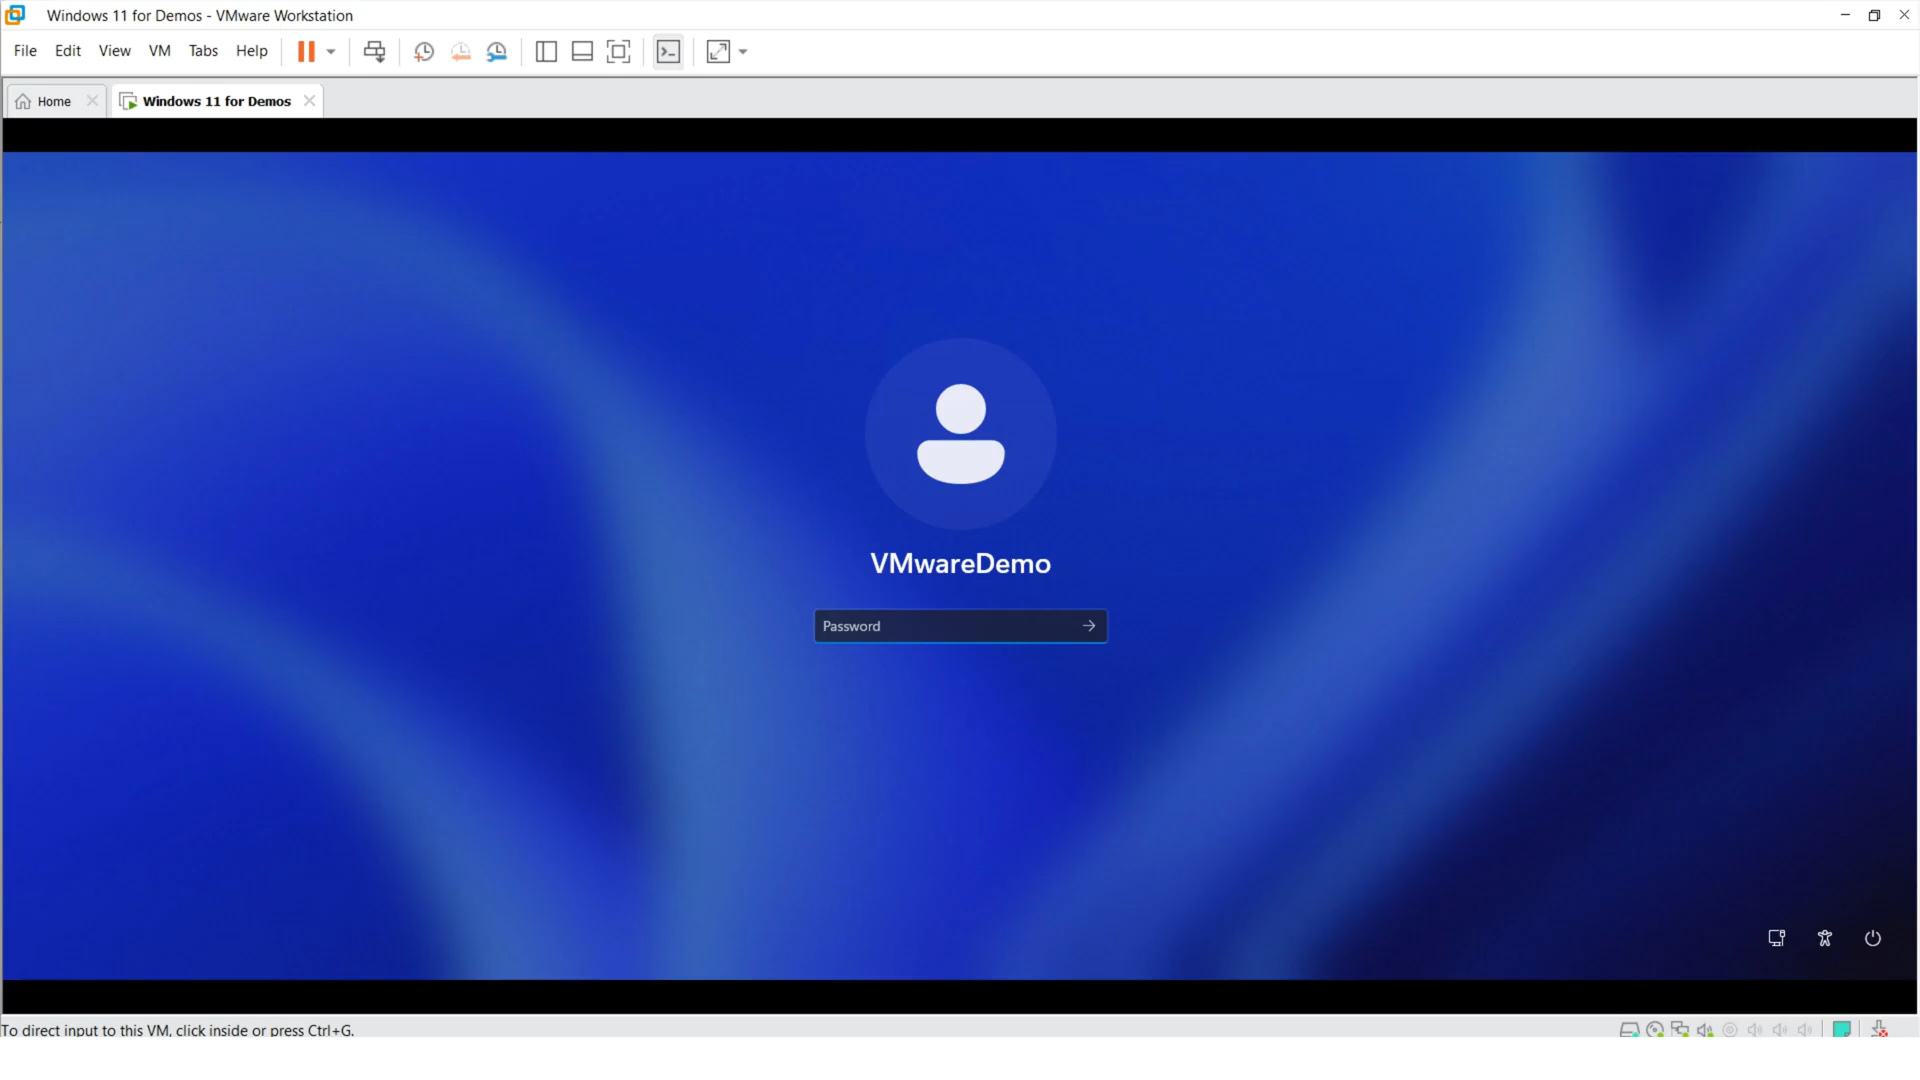 Windows 11 for Demos - VMware Workstation
File Edit View VM Tabs Help
Home Windows 11 for Demos
VMwareDemo
Password
To direct input to this VM, click inside or press Ctrl+G.